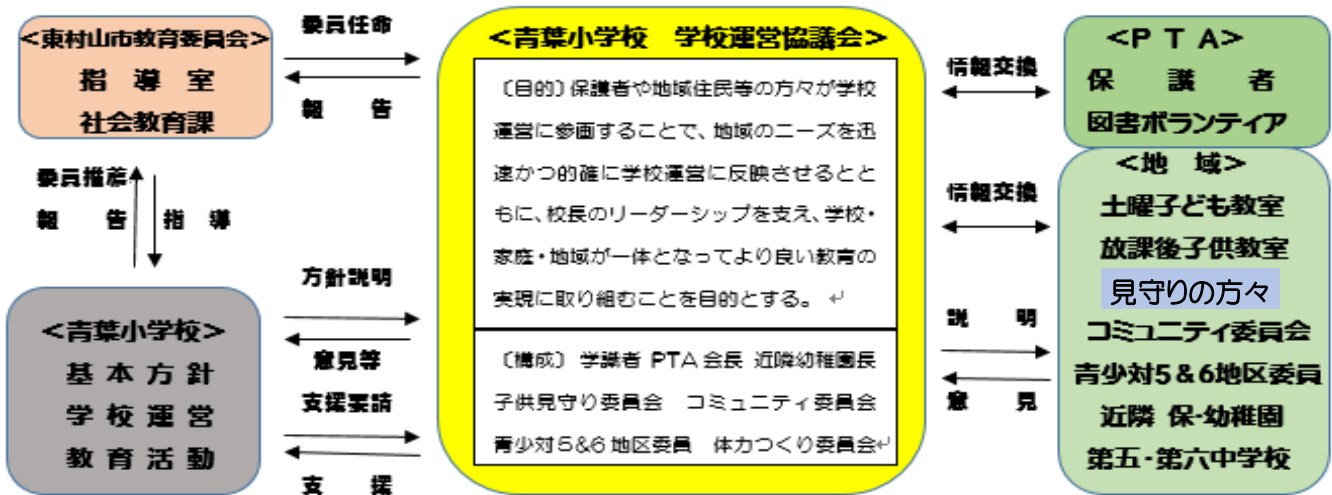 <東村山市教育委員会>
指 導 室
社会教育課
委員任命
報 告
委員推薦
報 告
指 導
<青葉小学校>
基 本 方 針
学 校 運 営
教 育 活 動
方針説明
意見等
支援要請
支 援
<青葉小学校 学校運営協議会>
〔目的〕保護者や地域住民等の方々が学校
運営に参画することで、地域のニーズを迅
速かつ的確に学校運営に反映させるとと
もに、校長のリーダーシップを支え、学校・
家庭・地域が一体となってより良い教育の
実現に取り組むことを目的とする。↵
〔構成〕 学識者 PTA会長 近隣幼稚園長
子供見守り委員会 コミュニティ委員会
青少対5&6地区委員 体力つくり委員会↵
情報交換
情報交換
説 明
意 見
<P T A>
保 護 者
図書ボランティア
<地 域>
土曜子ども教室
放課後子供教室
見守りの方々
コミュニティ委員会
青少対5&6地区委員
近隣 保・幼稚園
第五・第六中学校